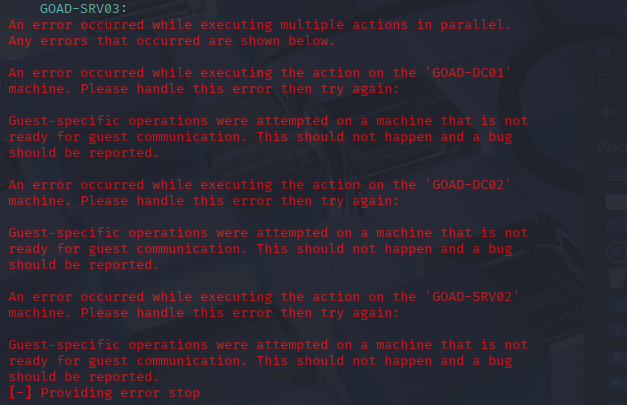 GOAD-SRV03:
An error occurred while executing multiple actions in parallel.
Any errors that occurred are shown below.
An error occurred while executing the action on the 'GOAD-DC01'
machine. Please handle this error then try again:
Guest-specific operations were attempted on a machine that is not
ready for guest communication. This should not happen and a bug
should be reported.
An error occurred while executing the action on the 'GOAD-DC02'
machine. Please handle this error then try again:
Guest-specific operations were attempted on a machine that is not
ready for guest communication. This should not happen and a bug
should be reported.
An error occurred while executing the action on the 'GOAD-SRV02'
machine. Please handle this error then try again:
Guest-specific operations were attempted on a machine that is not
ready for guest communication. This should not happen and a bug
should be reported.
[-] Providing error stop